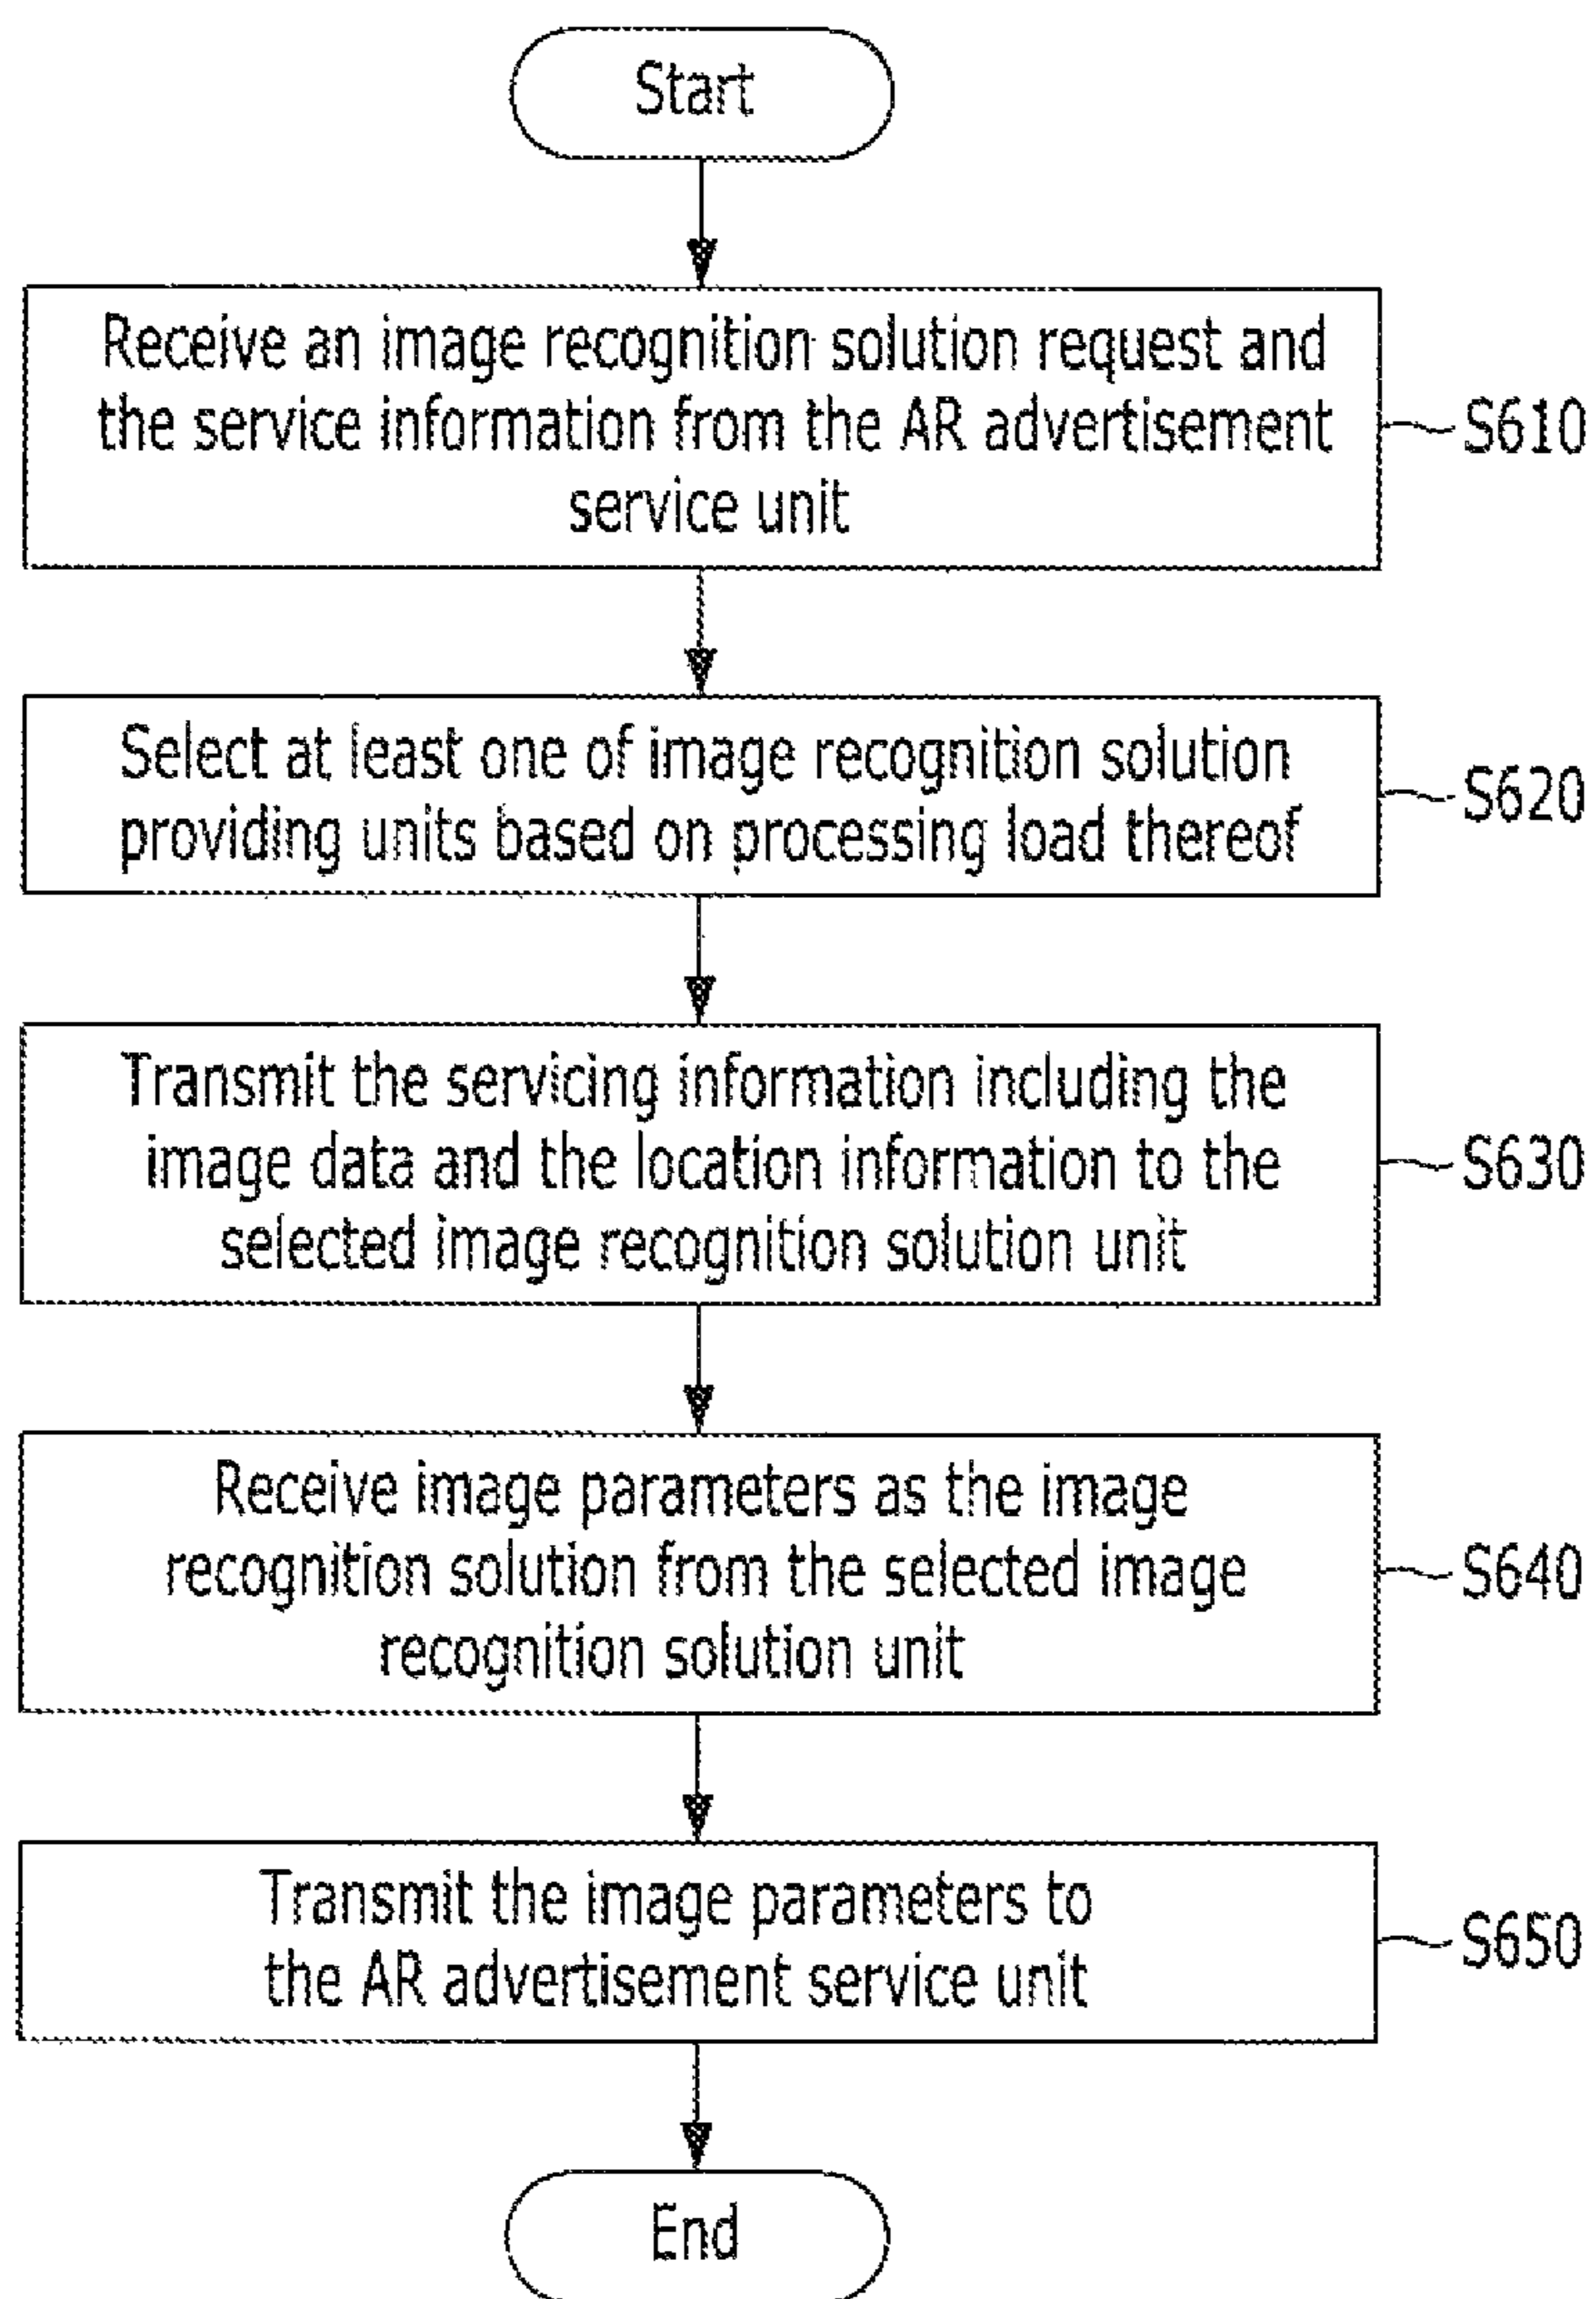 Start
Receive an image recognition solution request and
the service information from the AR advertisement
service unit
S610
Select at least one of image recognition solution
providing units based on processing load thereof
S620
Transmit the servicing information including the
image data and the location information to the
selected image recognition solution unit
S630
Receive image parameters as the image
recognition solution from the selected image
recognition solution unit
S640
Transmit the image parameters to
the AR advertisement service unit
S650
End